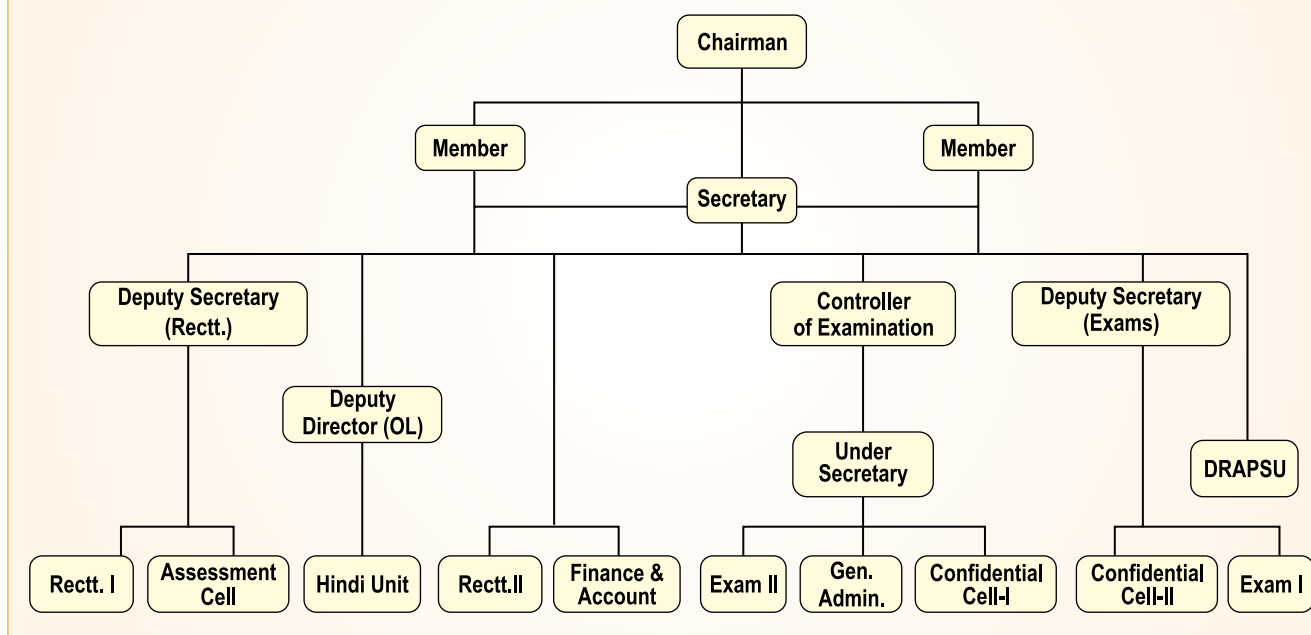 Chairman
Member
Member
Secretary
Deputy Secretary
(Rectt.)
Controller
of Examination
Deputy Secretary
(Exams)
Deputy
Director (OL)
Under
Secretary
DRAPSU
Rectt. I
Assessment
Cell
Hindi Unit
Rectt.II
Finance &
Account
Exam II
Gen.
Admin.
Confidential
Cell-I
Confidential
Cell-II
Exam I